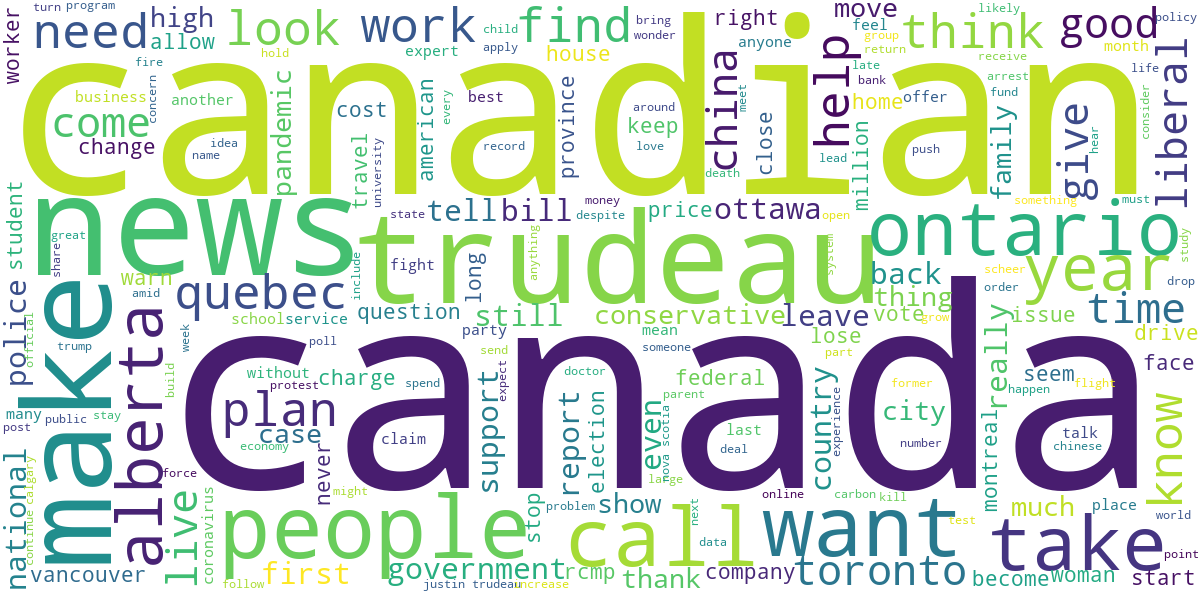 turn program
worker
need
high
allow
look
work
child
expert
apply
find
house
bring
wonder
anyone
right
move
feel
group
return
late
bank
likely
think
receive
good
month
policy
life
hold
fire
canadian
business
concern
another
come
change
idea
name
pandemic
travel
university
cost
american
every
best
record
province
around
keep
love
china
meet
death
close
help
lead
million
home
offer
push
arrest
fund
family
give
hear
consider
liberal
student
great
share
news
state
fight
include
tell
bill
money
despite
long
trudeau
anything
price
ottawa
open
system
something
must
ontario
study
police
official
make
trump
warn
amid
quebec
week
school
service
poll
question
party
still
send
mean
someone
conservative
leave
lose
part
back
thing
vote
grow
scheer
order
year
issue
time
drop
drive
many
public
stay
post
alberta
build
without
protest
plan
case
economy
charge
spend
claim
never
canada
support
expect
doctor
report
election
even
federal
parent
last
deal
nova scotia
country
experience
former
city
number
flight
seem
really
happen
talk
chinese
face
know
national
continue
calgary
vancouver
force
live
coronavirus
people
might
first
follow
government
justin trudeau
increase
stop
problem
large
show
call
rcmp
thank
next
data
company
online
want
carbon
kill
toronto
test
take
montreal
much
become
woman
place
world
point
start